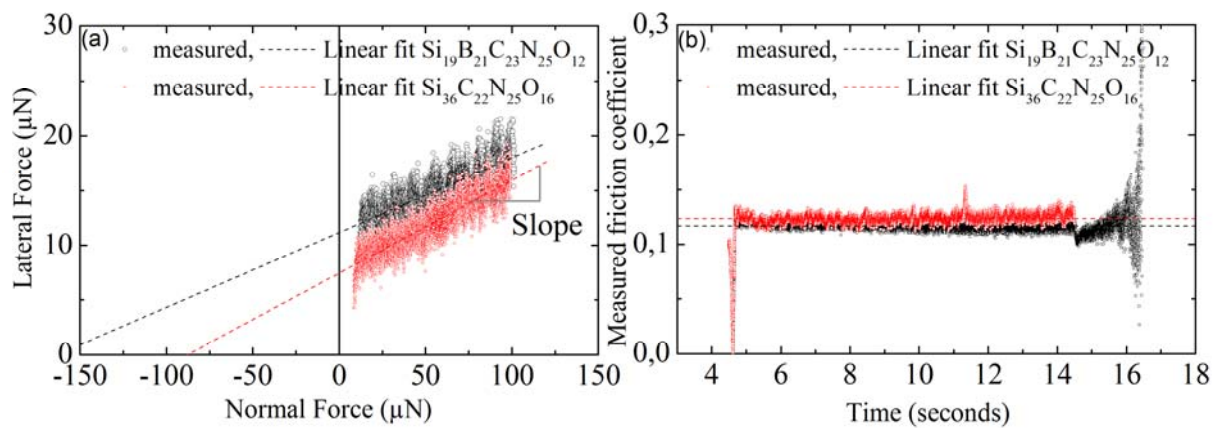 (a)
measured, Linear fit Si₁₉B₂₁C₂₃N₂₅O₁₂
measured, Linear fit Si₃₆C₂₂N₂₅O₁₆
Lateral Force (µN)
30
20
10
0
Slope
-150 -100 -50 0 50 100 150
Normal Force (µN)
(b)
measured, Linear fit Si₁₉B₂₁C₂₃N₂₅O₁₂
measured, Linear fit Si₃₆C₂₂N₂₅O₁₆
Measured friction coefficient
0,3
0,2
0,1
0,0
4 6 8 10 12 14 16 18
Time (seconds)